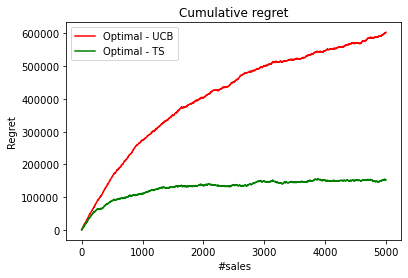 Cumulative regret
Optimal - UCB
Optimal - TS
600000
500000
400000
300000
200000
100000
0
Regret
0 1000 2000 3000 4000 5000
#sales